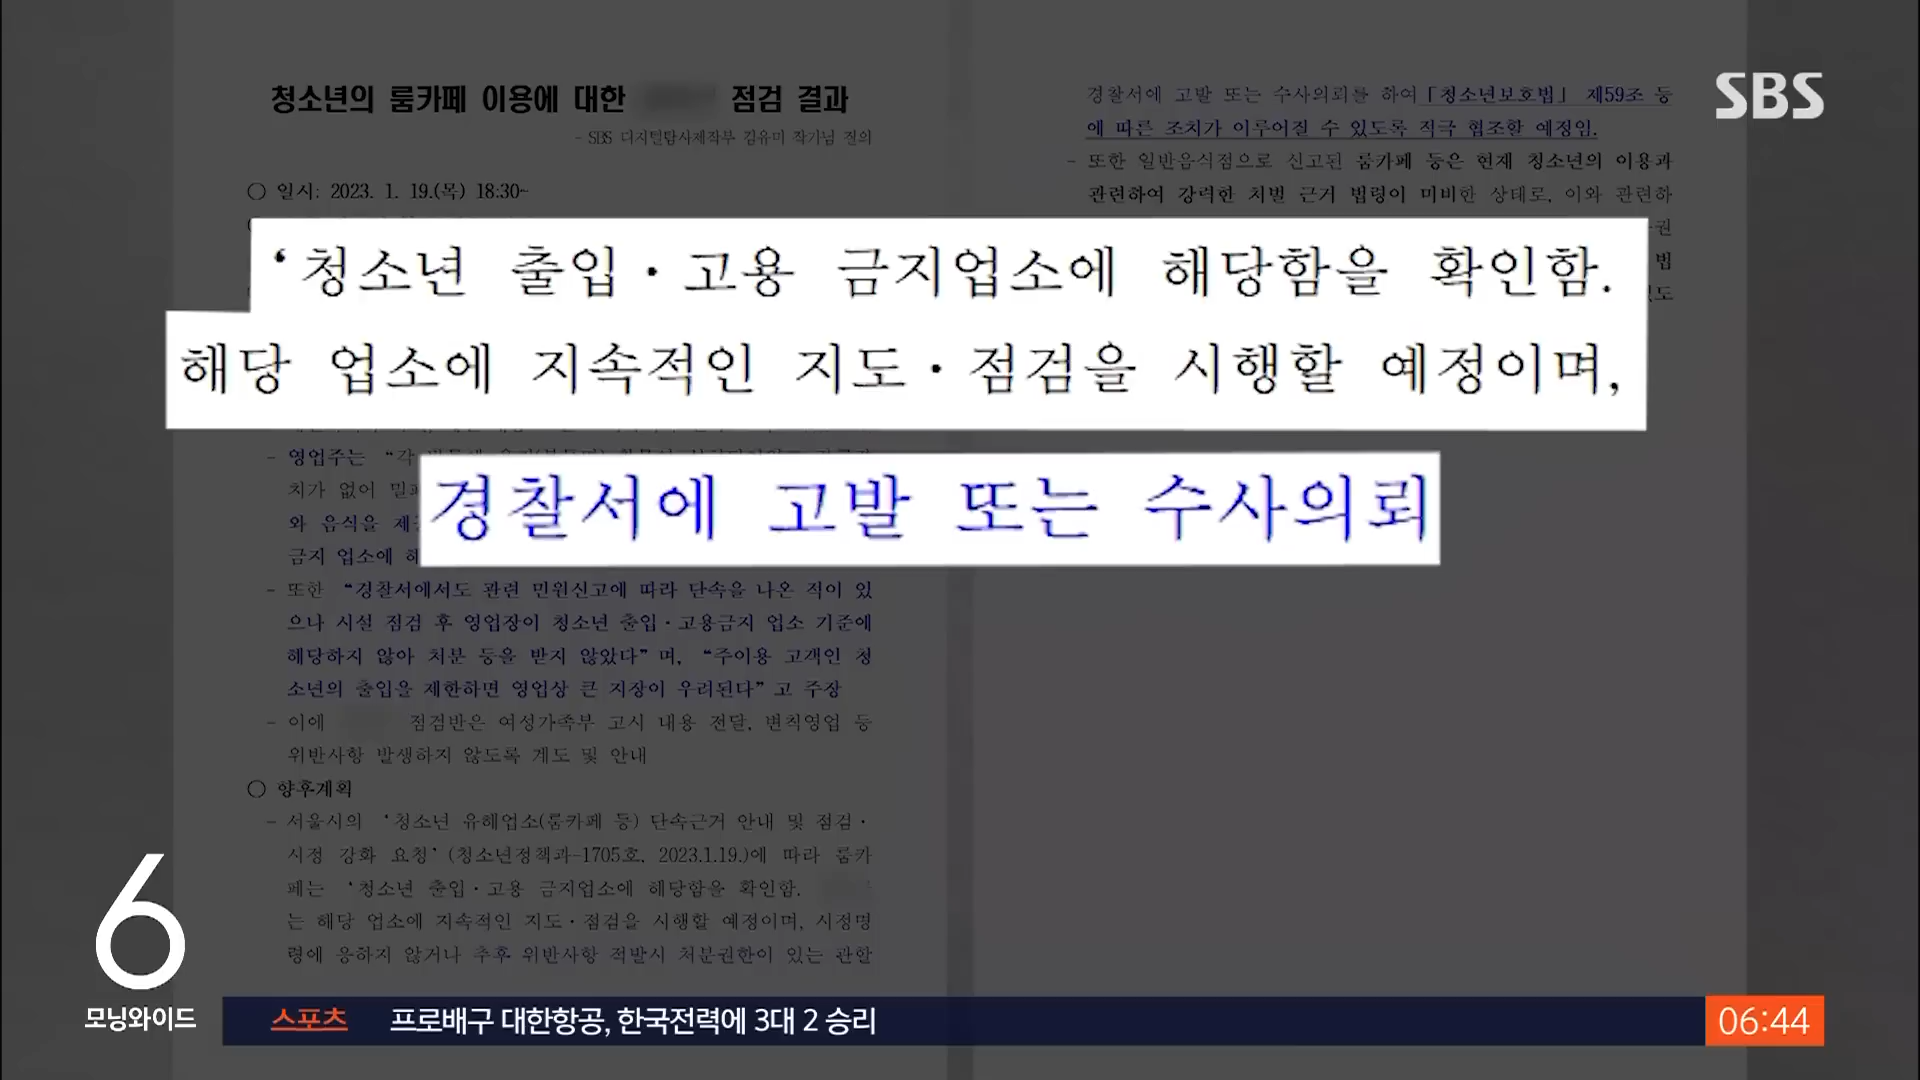 청소년의 룸카페 이용에 대한 점검 결과
- SBS 디지털탐사제작부 김유미 작가님 질의
○ 일시: 2023. 1. 19.(목) 18:30~
‘청소년 출입·고용 금지업소에 해당함을 확인함.
해당 업소에 지속적인 지도·점검을 시행할 예정이며,
- 영업주는 “각
치가 없어 밀폐
와 음식을 제공
금지 업소에 해
경찰서에 고발 또는 수사의뢰
- 또한 “경찰서에서도 관련 민원신고에 따라 단속을 나온 적이 있
으나 시설 점검 후 영업장이 청소년 출입·고용금지 업소 기준에
해당하지 않아 처분 등을 받지 않았다”며, “주이용 고객인 청
소년의 출입을 제한하면 영업상 큰 지장이 우려된다”고 주장
- 이에 점검반은 여성가족부 고시 내용 전달, 변칙영업 등
위반사항 발생하지 않도록 계도 및 안내
○ 향후계획
- 서울시의 ‘청소년 유해업소(룸카페 등) 단속근거 안내 및 점검·
시정 강화 요청’(청소년정책과-1705호, 2023.1.19.)에 따라 룸카
페는 ‘청소년 출입·고용 금지업소에 해당함을 확인함.
는 해당 업소에 지속적인 지도·점검을 시행할 예정이며, 시정명
령에 응하지 않거나 추후 위반사항 적발시 처분권한이 있는 관할
경찰서에 고발 또는 수사의뢰를 하여 「청소년보호법」 제59조 등
에 따른 조치가 이루어질 수 있도록 적극 협조할 예정임.
- 또한 일반음식점으로 신고된 룸카페 등은 현재 청소년의 이용과
관련하여 강력한 처벌 근거 법령이 미비한 상태로, 이와 관련하
권
법
도
SBS
6
모닝와이드
스포츠 프로배구 대한항공, 한국전력에 3대 2 승리
06:44